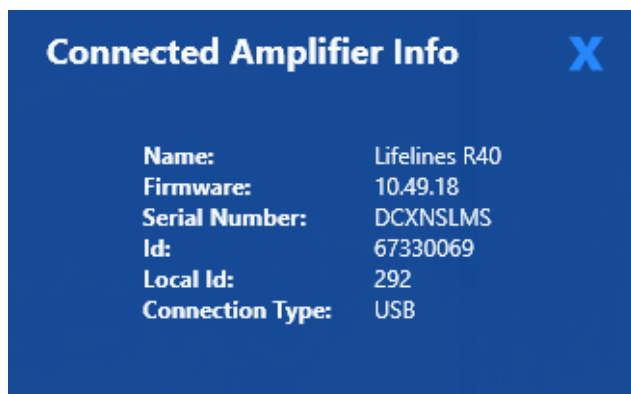 Connected Amplifier Info X
Name: Lifelines R40
Firmware: 10.49.18
Serial Number: DCXNSLMS
Id: 67330069
Local Id: 292
Connection Type: USB